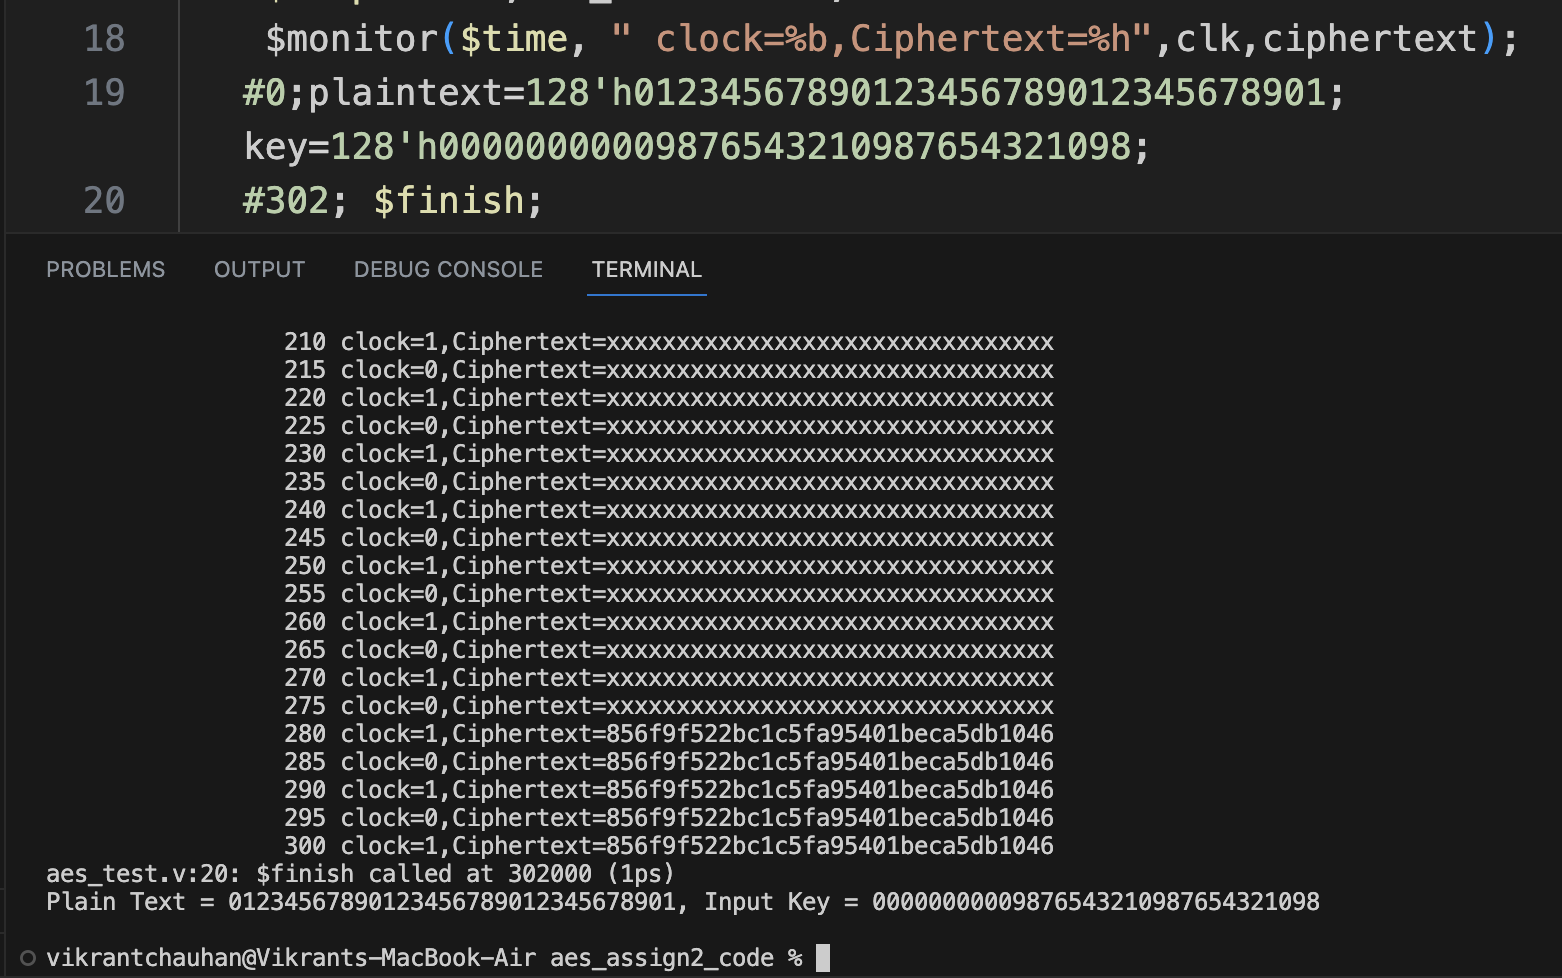 18 $monitor($time, " clock=%b,Ciphertext=%h",clk,ciphertext);
19 #0;plaintext=128'h01234567890123456789012345678901;
key=128'h00000000009876543210987654321098;
20 #302; $finish;
PROBLEMS OUTPUT DEBUG CONSOLE TERMINAL
210 clock=1,Ciphertext=xxxxxxxxxxxxxxxxxxxxxxxxxxxxxxxx
215 clock=0,Ciphertext=xxxxxxxxxxxxxxxxxxxxxxxxxxxxxxxx
220 clock=1,Ciphertext=xxxxxxxxxxxxxxxxxxxxxxxxxxxxxxxx
225 clock=0,Ciphertext=xxxxxxxxxxxxxxxxxxxxxxxxxxxxxxxx
230 clock=1,Ciphertext=xxxxxxxxxxxxxxxxxxxxxxxxxxxxxxxx
235 clock=0,Ciphertext=xxxxxxxxxxxxxxxxxxxxxxxxxxxxxxxx
240 clock=1,Ciphertext=xxxxxxxxxxxxxxxxxxxxxxxxxxxxxxxx
245 clock=0,Ciphertext=xxxxxxxxxxxxxxxxxxxxxxxxxxxxxxxx
250 clock=1,Ciphertext=xxxxxxxxxxxxxxxxxxxxxxxxxxxxxxxx
255 clock=0,Ciphertext=xxxxxxxxxxxxxxxxxxxxxxxxxxxxxxxx
260 clock=1,Ciphertext=xxxxxxxxxxxxxxxxxxxxxxxxxxxxxxxx
265 clock=0,Ciphertext=xxxxxxxxxxxxxxxxxxxxxxxxxxxxxxxx
270 clock=1,Ciphertext=xxxxxxxxxxxxxxxxxxxxxxxxxxxxxxxx
275 clock=0,Ciphertext=xxxxxxxxxxxxxxxxxxxxxxxxxxxxxxxx
280 clock=1,Ciphertext=856f9f522bc1c5fa95401beca5db1046
285 clock=0,Ciphertext=856f9f522bc1c5fa95401beca5db1046
290 clock=1,Ciphertext=856f9f522bc1c5fa95401beca5db1046
295 clock=0,Ciphertext=856f9f522bc1c5fa95401beca5db1046
300 clock=1,Ciphertext=856f9f522bc1c5fa95401beca5db1046
aes_test.v:20: $finish called at 302000 (1ps)
Plain Text = 01234567890123456789012345678901, Input Key = 00000000009876543210987654321098
vikrantchauhan@Vikrants-MacBook-Air aes_assign2_code %